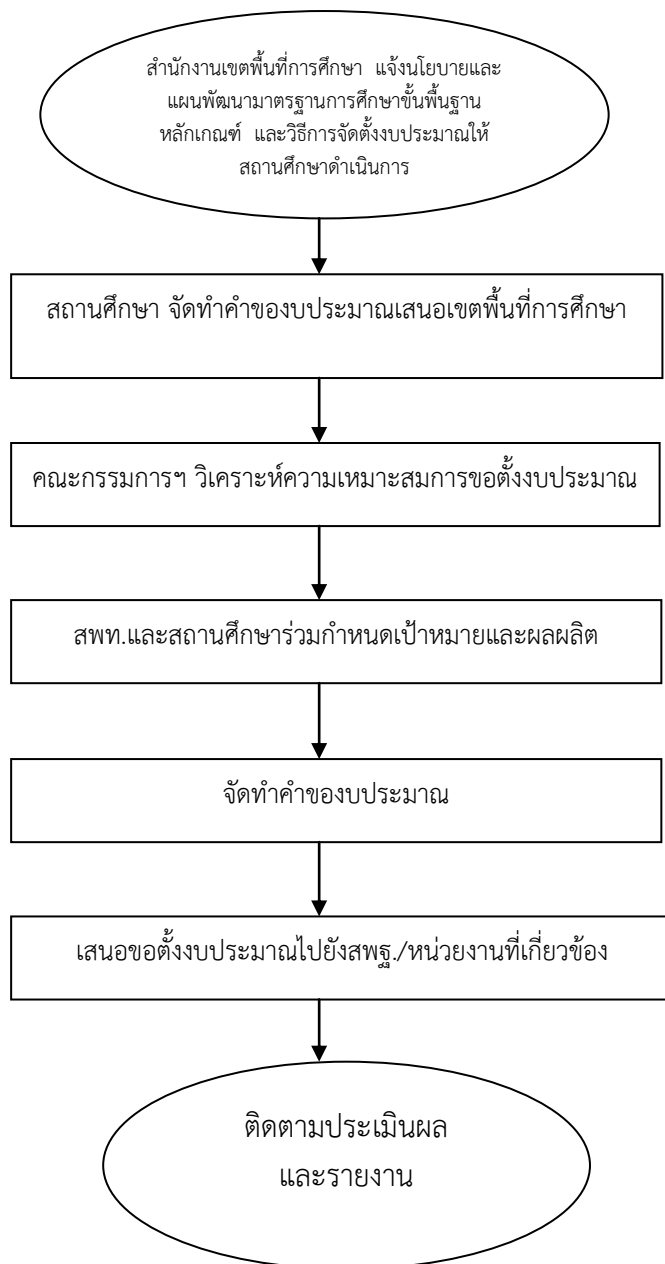 สำนักงานเขตพื้นที่การศึกษา แจ้งนโยบายและ
แผนพัฒนามาตรฐานการศึกษาขั้นพื้นฐาน
หลักเกณฑ์ และวิธีการจัดตั้งงบประมาณให้
สถานศึกษาดำเนินการ
สถานศึกษา จัดทำคำของบประมาณเสนอเขตพื้นที่การศึกษา
คณะกรรมการฯ วิเคราะห์ความเหมาะสมการขอตั้งงบประมาณ
สพท.และสถานศึกษาร่วมกำหนดเป้าหมายและผลผลิต
จัดทำคำของบประมาณ
เสนอขอตั้งงบประมาณไปยังสพฐ./หน่วยงานที่เกี่ยวข้อง
ติดตามประเมินผล
และรายงาน